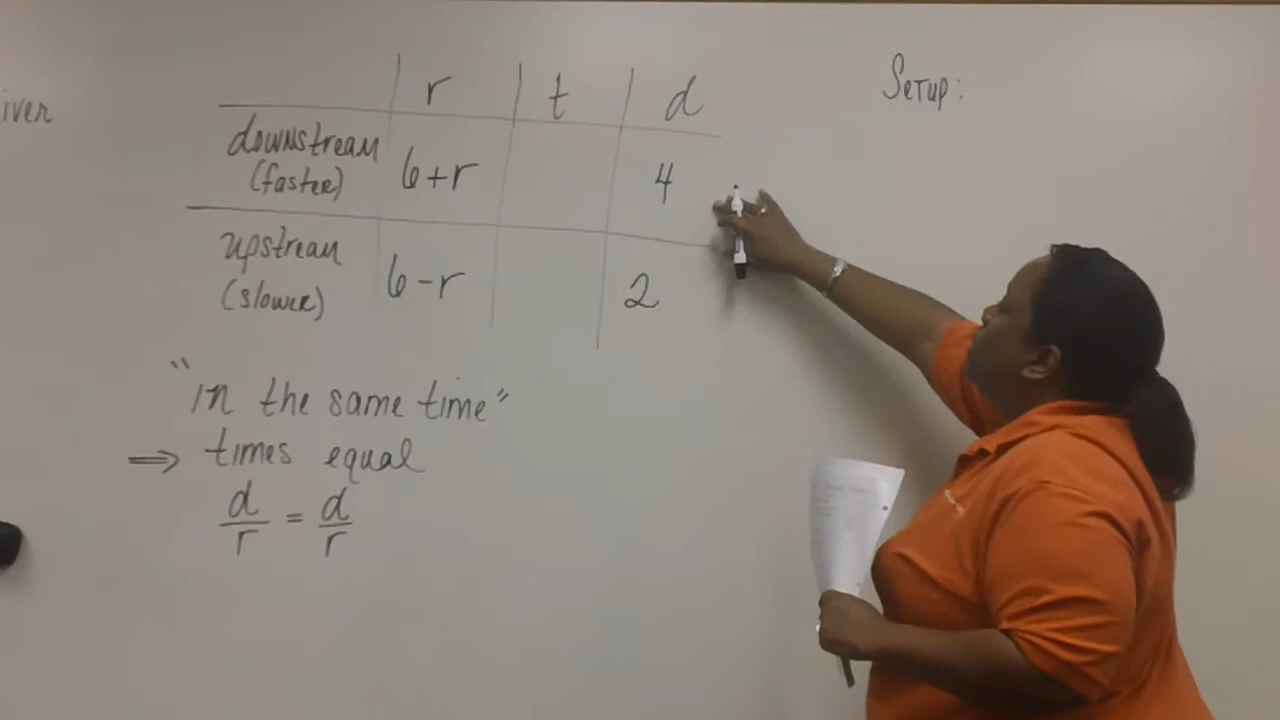 iver
r t d
downstream (faster) 6+r 4
upstream (slower) 6-r 2
"in the same time"
⇒ times equal
d/r = d/r
Setup: